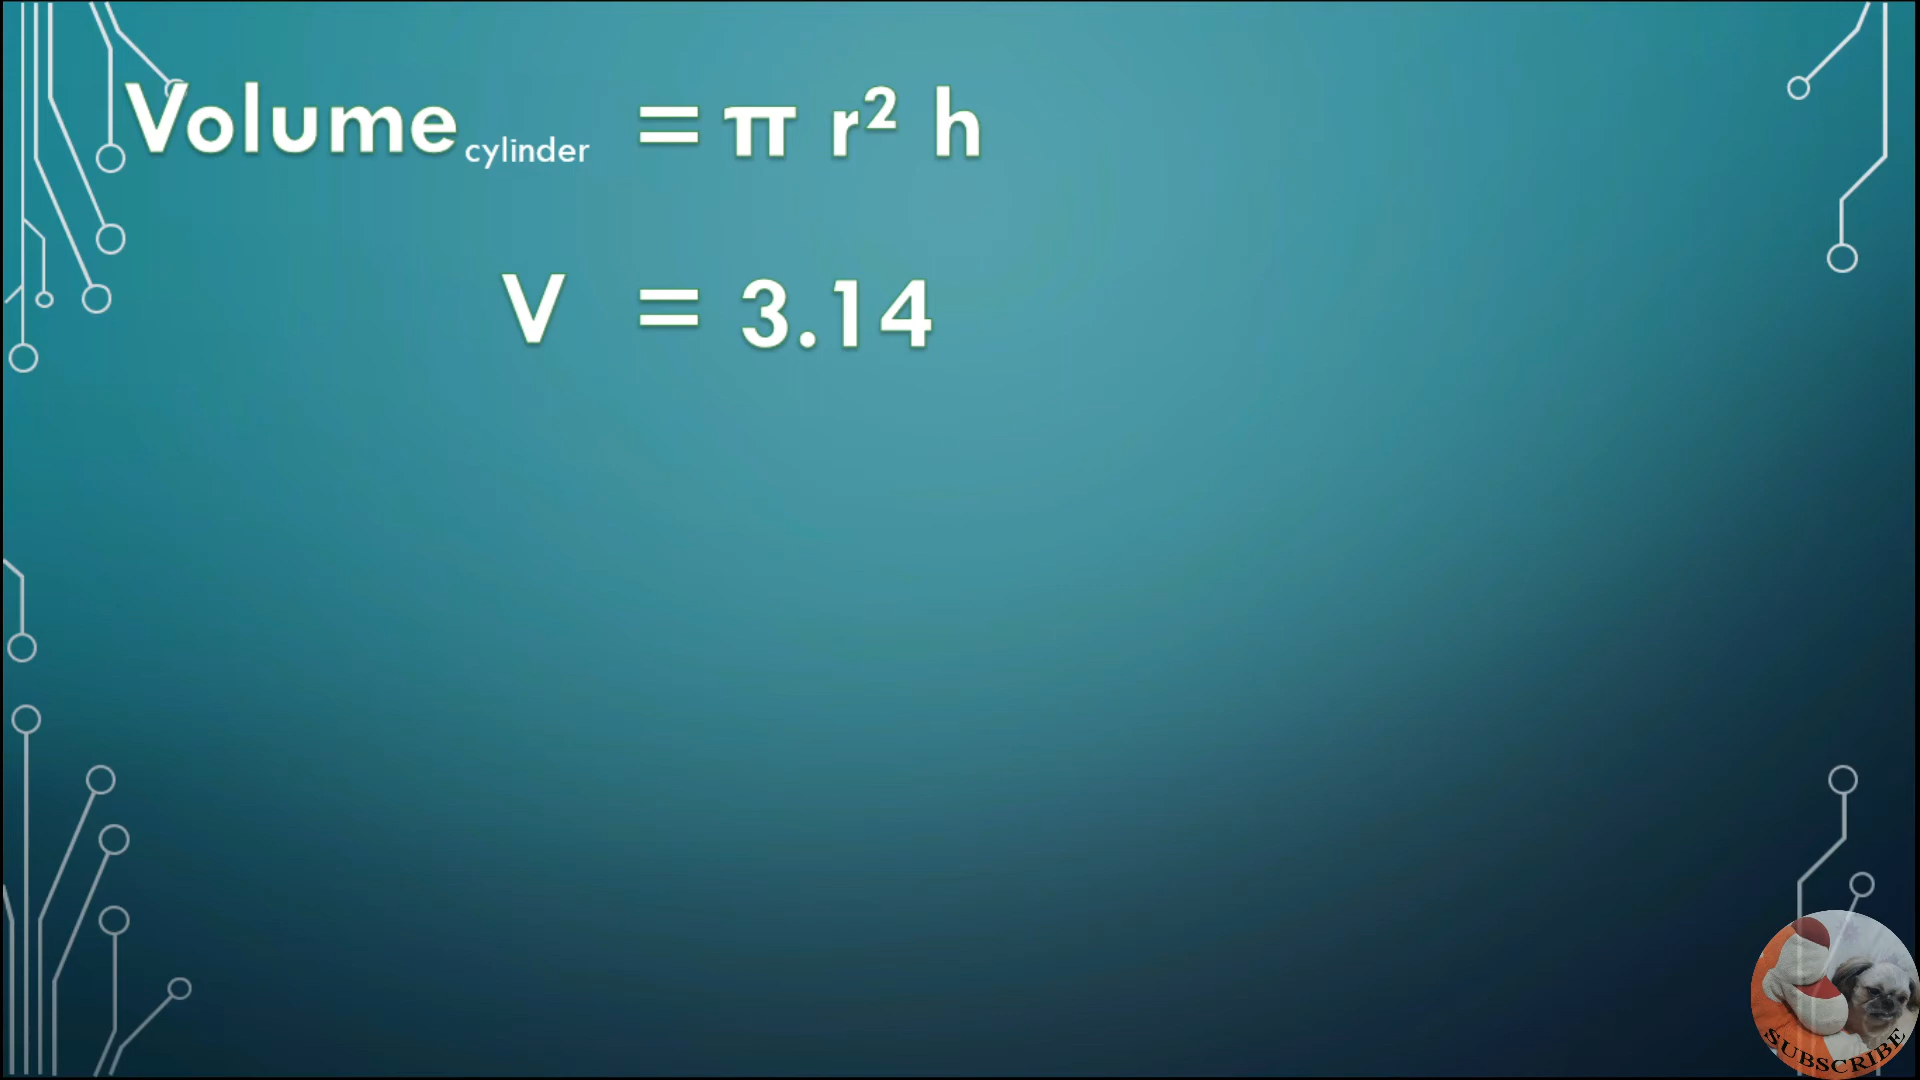 Volume cylinder = π r² h
V = 3.14
SUBSCRIBE